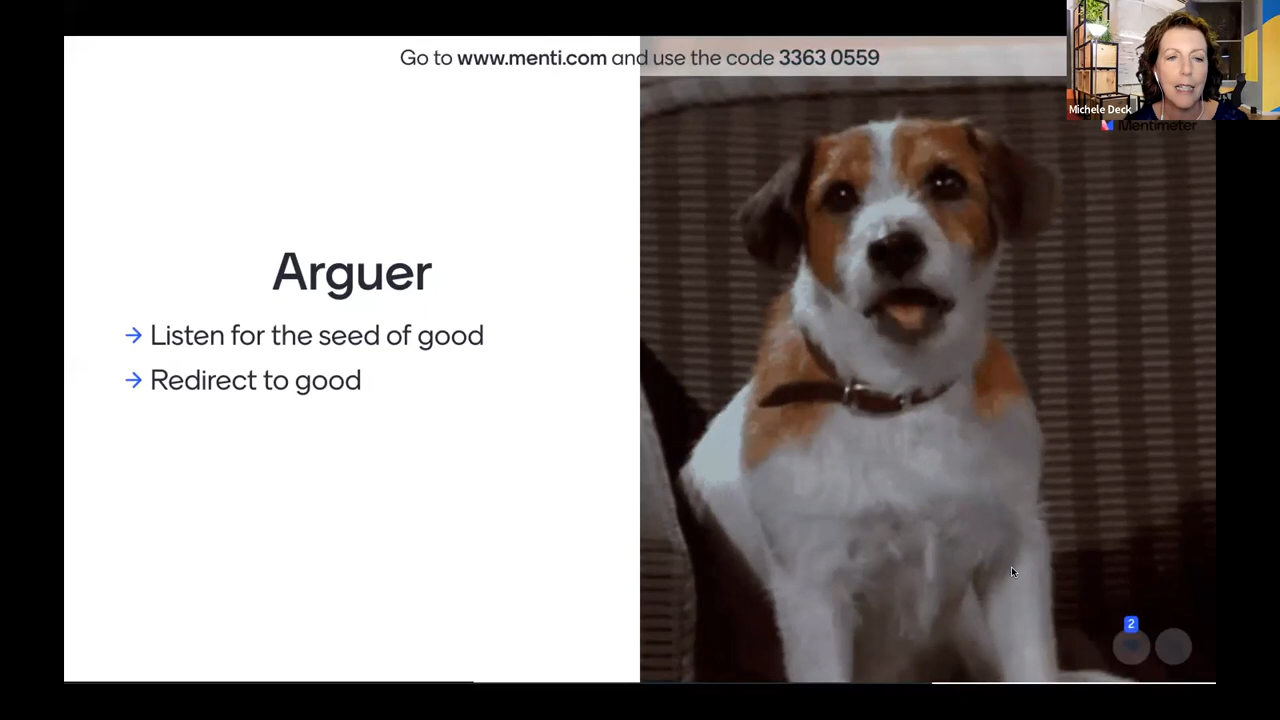 Go to www.menti.com and use the code 3363 0559
Michele Deck
Mentimeter
Arguer
→ Listen for the seed of good
→ Redirect to good
2